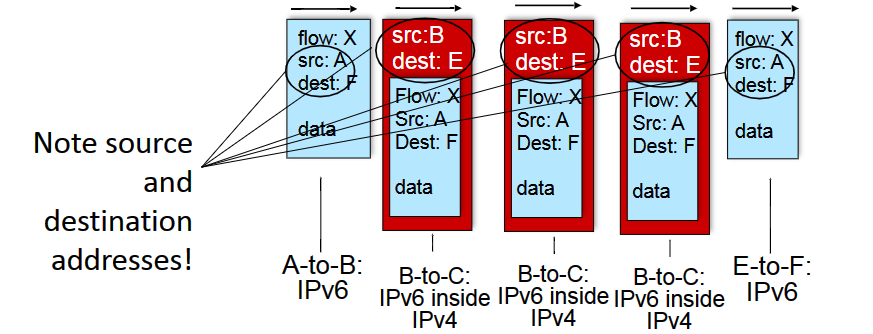 flow: X
src: A
dest: F
data
src:B
dest: E
Flow: X
Src: A
Dest: F
data
src:B
dest: E
Flow: X
Src: A
Dest: F
data
src:B
dest: E
Flow: X
Src: A
Dest: F
data
flow: X
src: A
dest: F
data
Note source
and
destination
addresses!
A-to-B:
IPv6
B-to-C:
IPv6 inside
IPv4
B-to-C:
IPv6 inside
IPv4
B-to-C:
IPv6 inside
IPv4
E-to-F:
IPv6